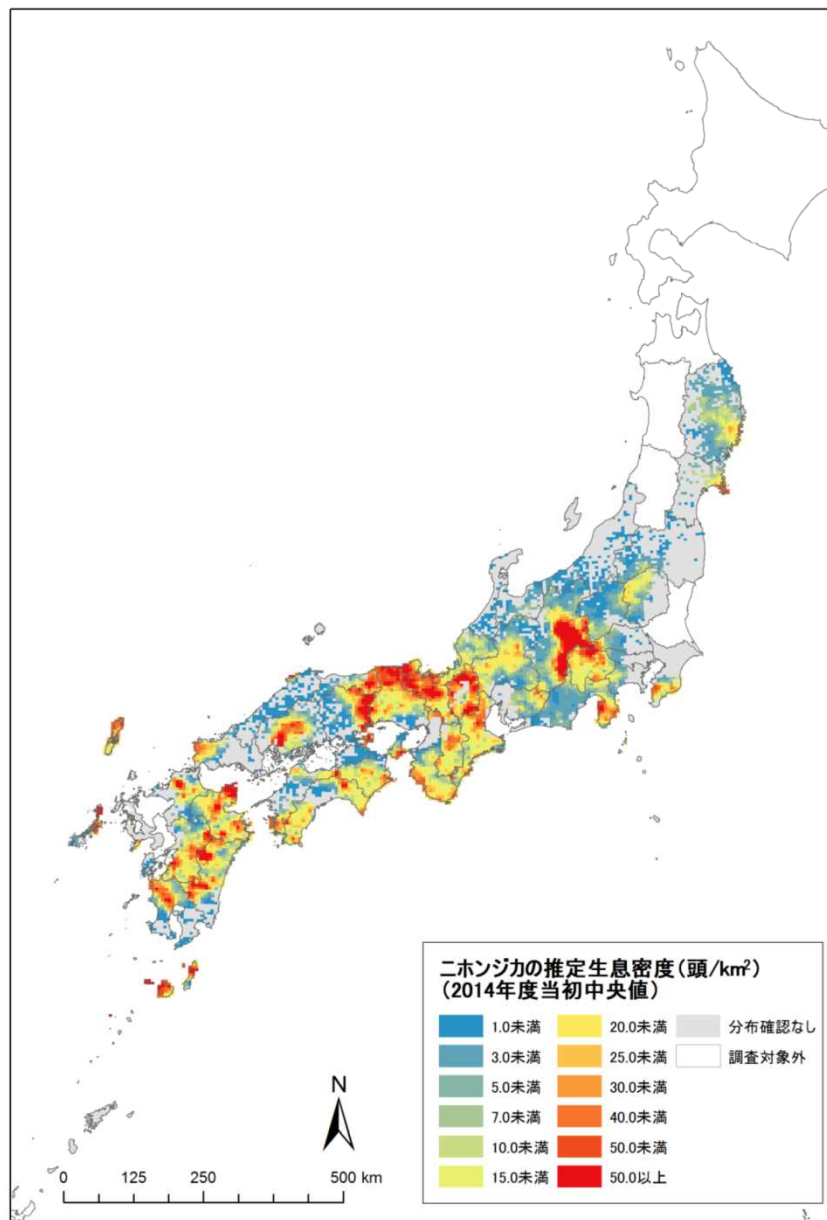 ニホンジカの推定生息密度(頭/km²)
(2014年度当初中央値)
1.0未満
3.0未満
5.0未満
7.0未満
10.0未満
15.0未満
20.0未満
25.0未満
30.0未満
40.0未満
50.0未満
50.0以上
分布確認なし
調査対象外
N
0 250 500 km